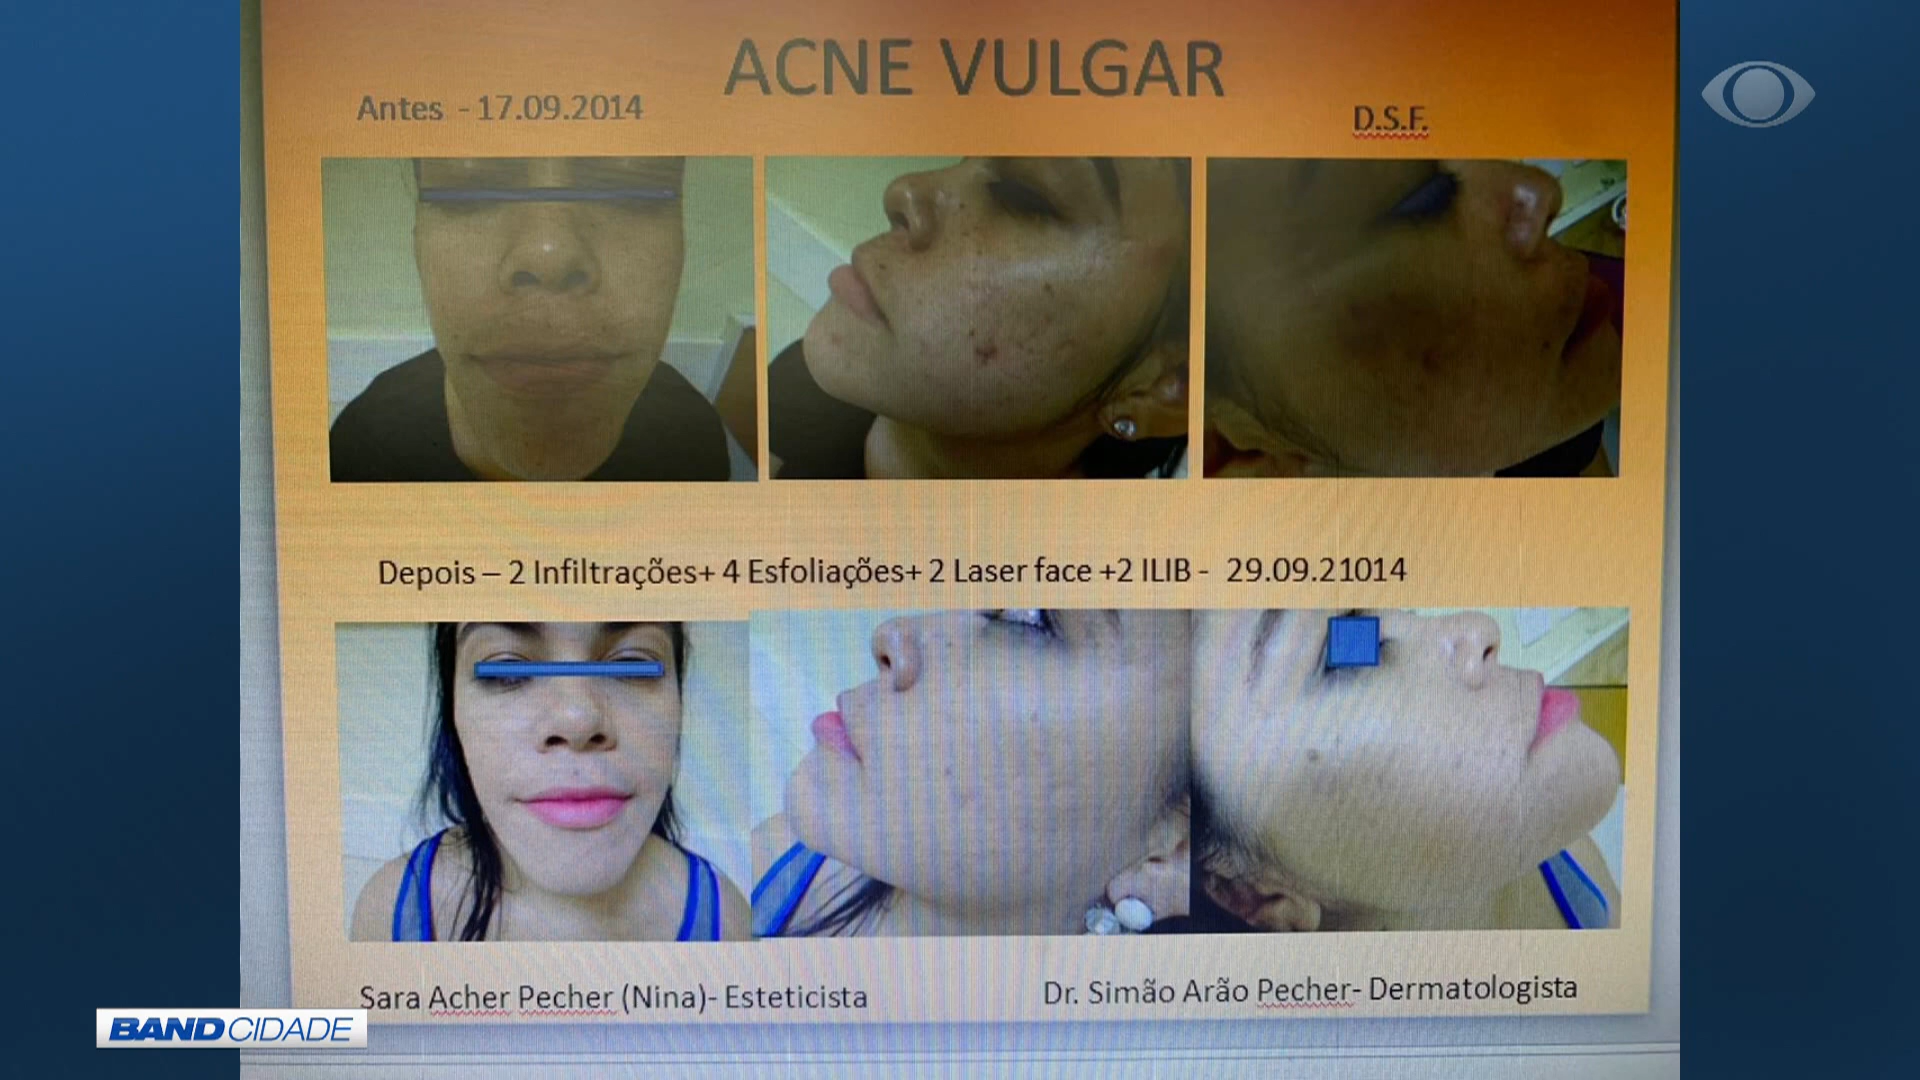 ACNE VULGAR
Antes - 17.09.2014
D.S.F.
Depois – 2 Infiltrações+ 4 Esfoliações+ 2 Laser face +2 ILIB - 29.09.21014
Sara Acher Pecher (Nina)- Esteticista
Dr. Simão Arão Pecher- Dermatologista
BAND CIDADE